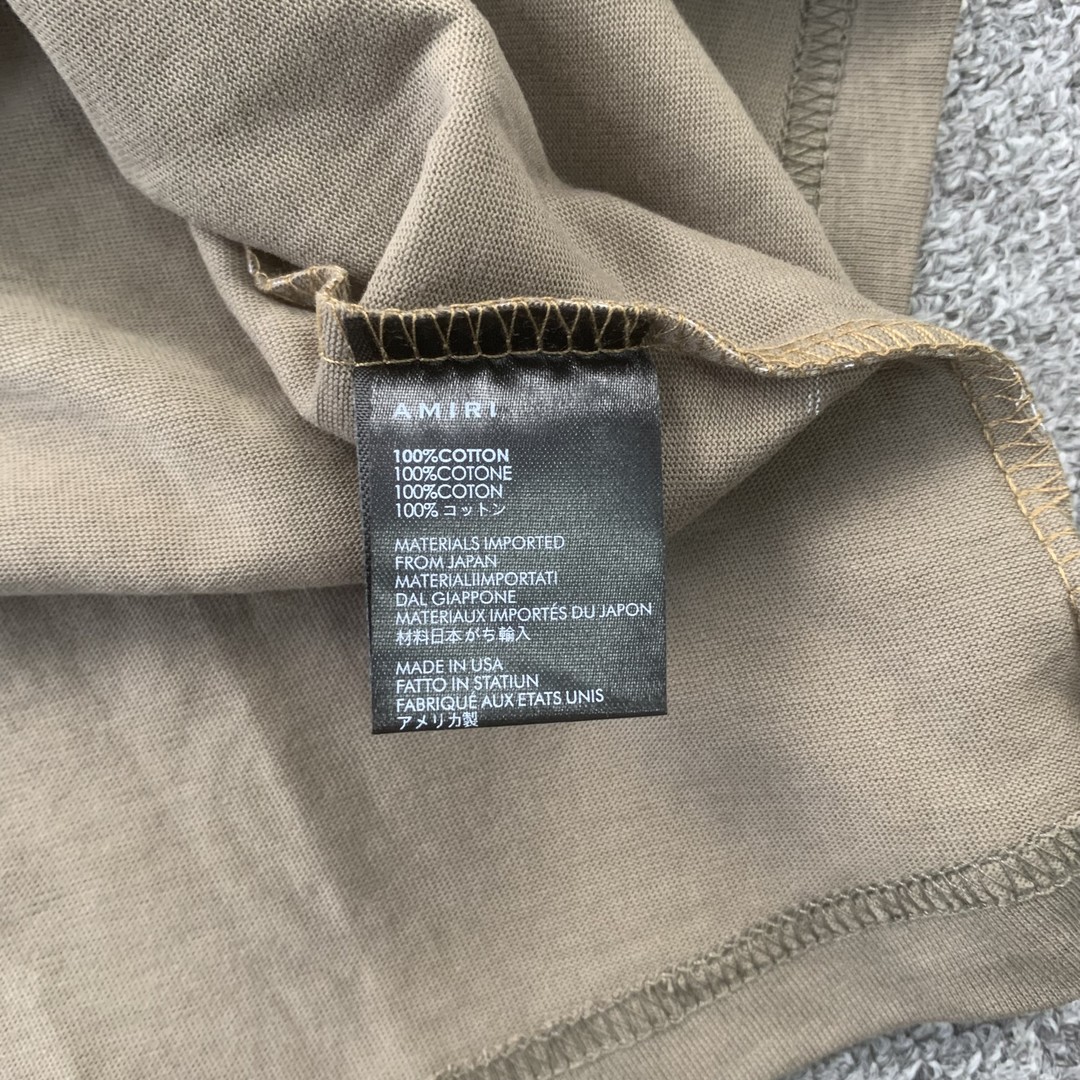 AMIRI
100%COTTON
100%COTONE
100%COTON
100%コットン
MATERIALS IMPORTED
FROM JAPAN
MATERIALIIMPORTATI
DAL GIAPPONE
MATERIAUX IMPORTÉS DU JAPON
材料日本がち輸入
MADE IN USA
FATTO IN STATIUN
FABRIQUÉ AUX ETATS UNIS
アメリカ製